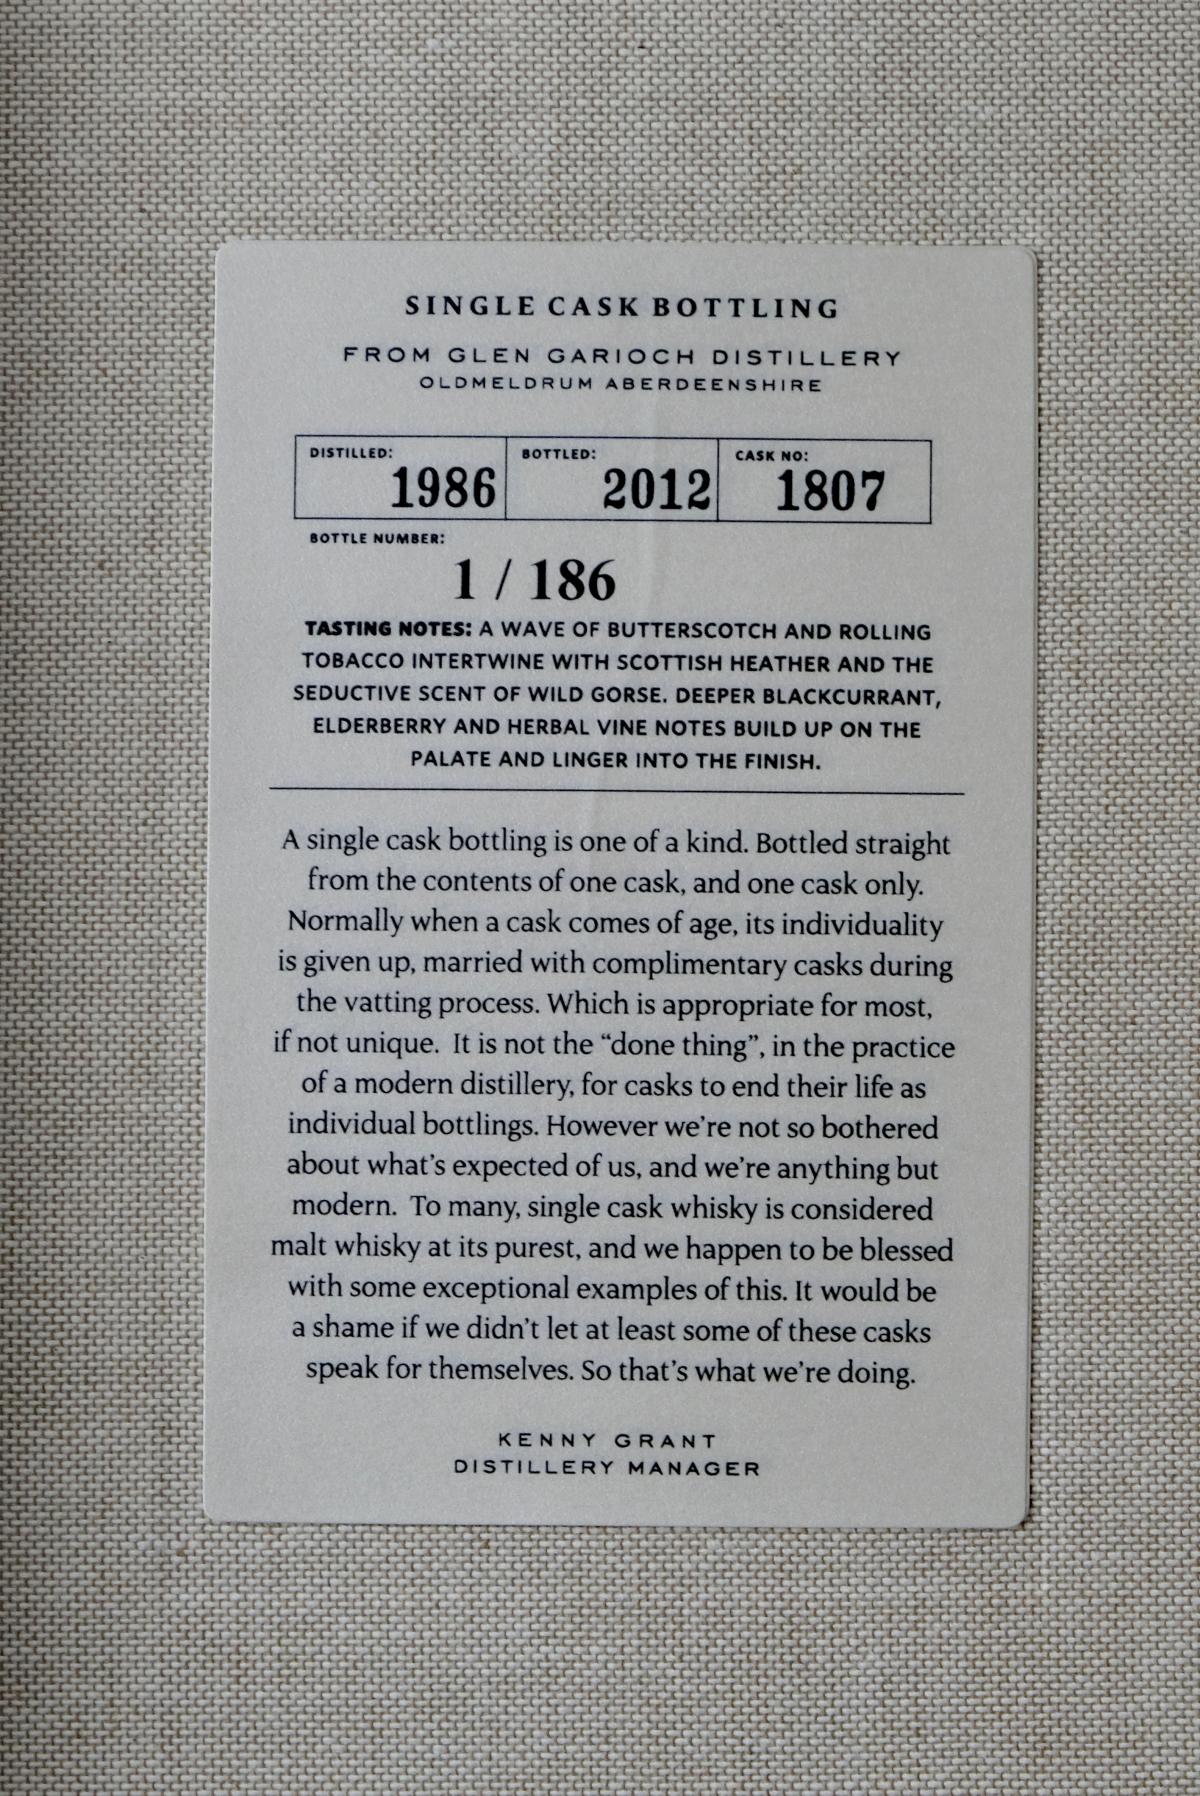 SINGLE CASK BOTTLING
FROM GLEN GARIOCH DISTILLERY
OLDMELDRUM ABERDEENSHIRE
DISTILLED: BOTTLED: CASK NO:
1986 2012 1807
BOTTLE NUMBER:
1 / 186
TASTING NOTES: A WAVE OF BUTTERSCOTCH AND ROLLING
TOBACCO INTERTWINE WITH SCOTTISH HEATHER AND THE
SEDUCTIVE SCENT OF WILD GORSE. DEEPER BLACKCURRANT,
ELDERBERRY AND HERBAL VINE NOTES BUILD UP ON THE
PALATE AND LINGER INTO THE FINISH.
A single cask bottling is one of a kind. Bottled straight
from the contents of one cask, and one cask only.
Normally when a cask comes of age, its individuality
is given up, married with complimentary casks during
the vatting process. Which is appropriate for most,
if not unique. It is not the “done thing”, in the practice
of a modern distillery, for casks to end their life as
individual bottlings. However we’re not so bothered
about what’s expected of us, and we’re anything but
modern. To many, single cask whisky is considered
malt whisky at its purest, and we happen to be blessed
with some exceptional examples of this. It would be
a shame if we didn’t let at least some of these casks
speak for themselves. So that’s what we’re doing.
KENNY GRANT
DISTILLERY MANAGER